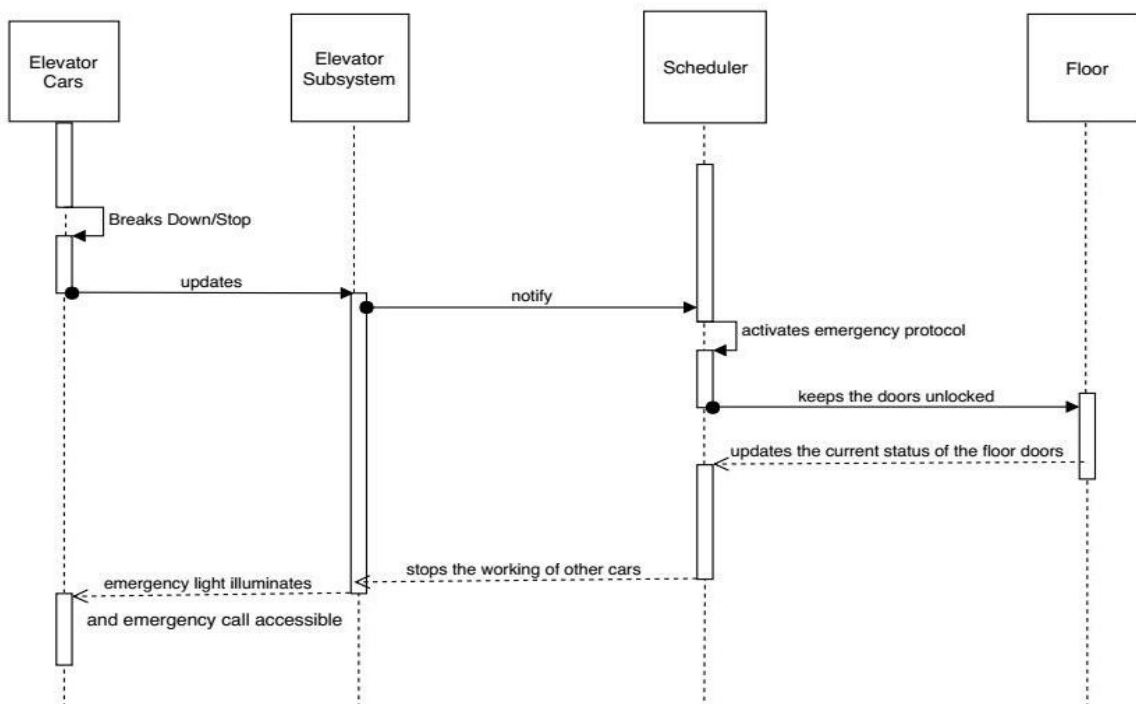 Elevator
Cars
Elevator
Subsystem
Scheduler
Floor
Breaks Down/Stop
updates
notify
activates emergency protocol
keeps the doors unlocked
updates the current status of the floor doors
stops the working of other cars
emergency light illuminates
and emergency call accessible